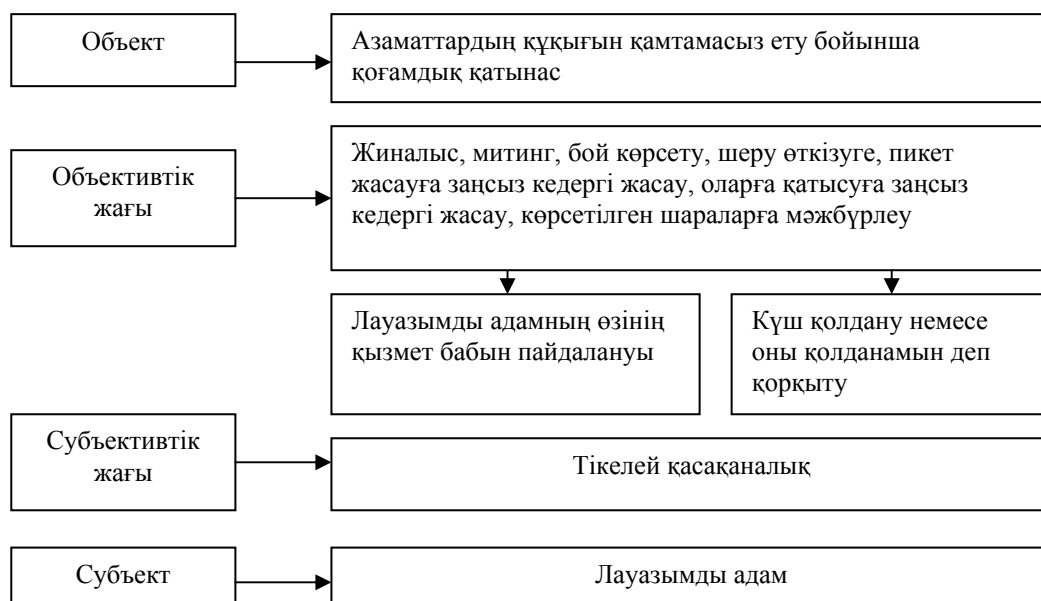 Объект
Азаматтардың құқығын қамтамасыз ету бойынша
қоғамдық қатынас
Объективтік
жағы
Жиналыс, митинг, бой көрсету, шеру өткізуге, пикет
жасауға заңсыз кедергі жасау, оларға қатысуға заңсыз
кедергі жасау, көрсетілген шараларға мәжбүрлеу
Лауазымды адамның өзінің
қызмет бабын пайдалануы
Күш қолдану немесе
оны қолданамын деп
қорқыту
Субъективтік
жағы
Тікелей қасақаналық
Субъект
Лауазымды адам